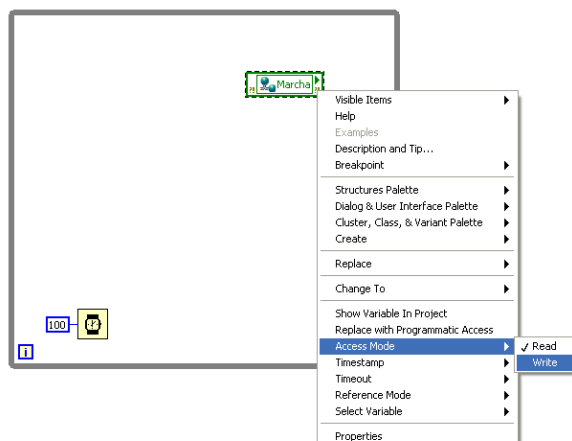 Marcha
Visible Items
Help
Examples
Description and Tip...
Breakpoint
Structures Palette
Dialog & User Interface Palette
Cluster, Class, & Variant Palette
Create
Replace
Change To
Show Variable In Project
Replace with Programmatic Access
Access Mode
Read
Write
Timestamp
Timeout
Reference Mode
Select Variable
Properties
100
i